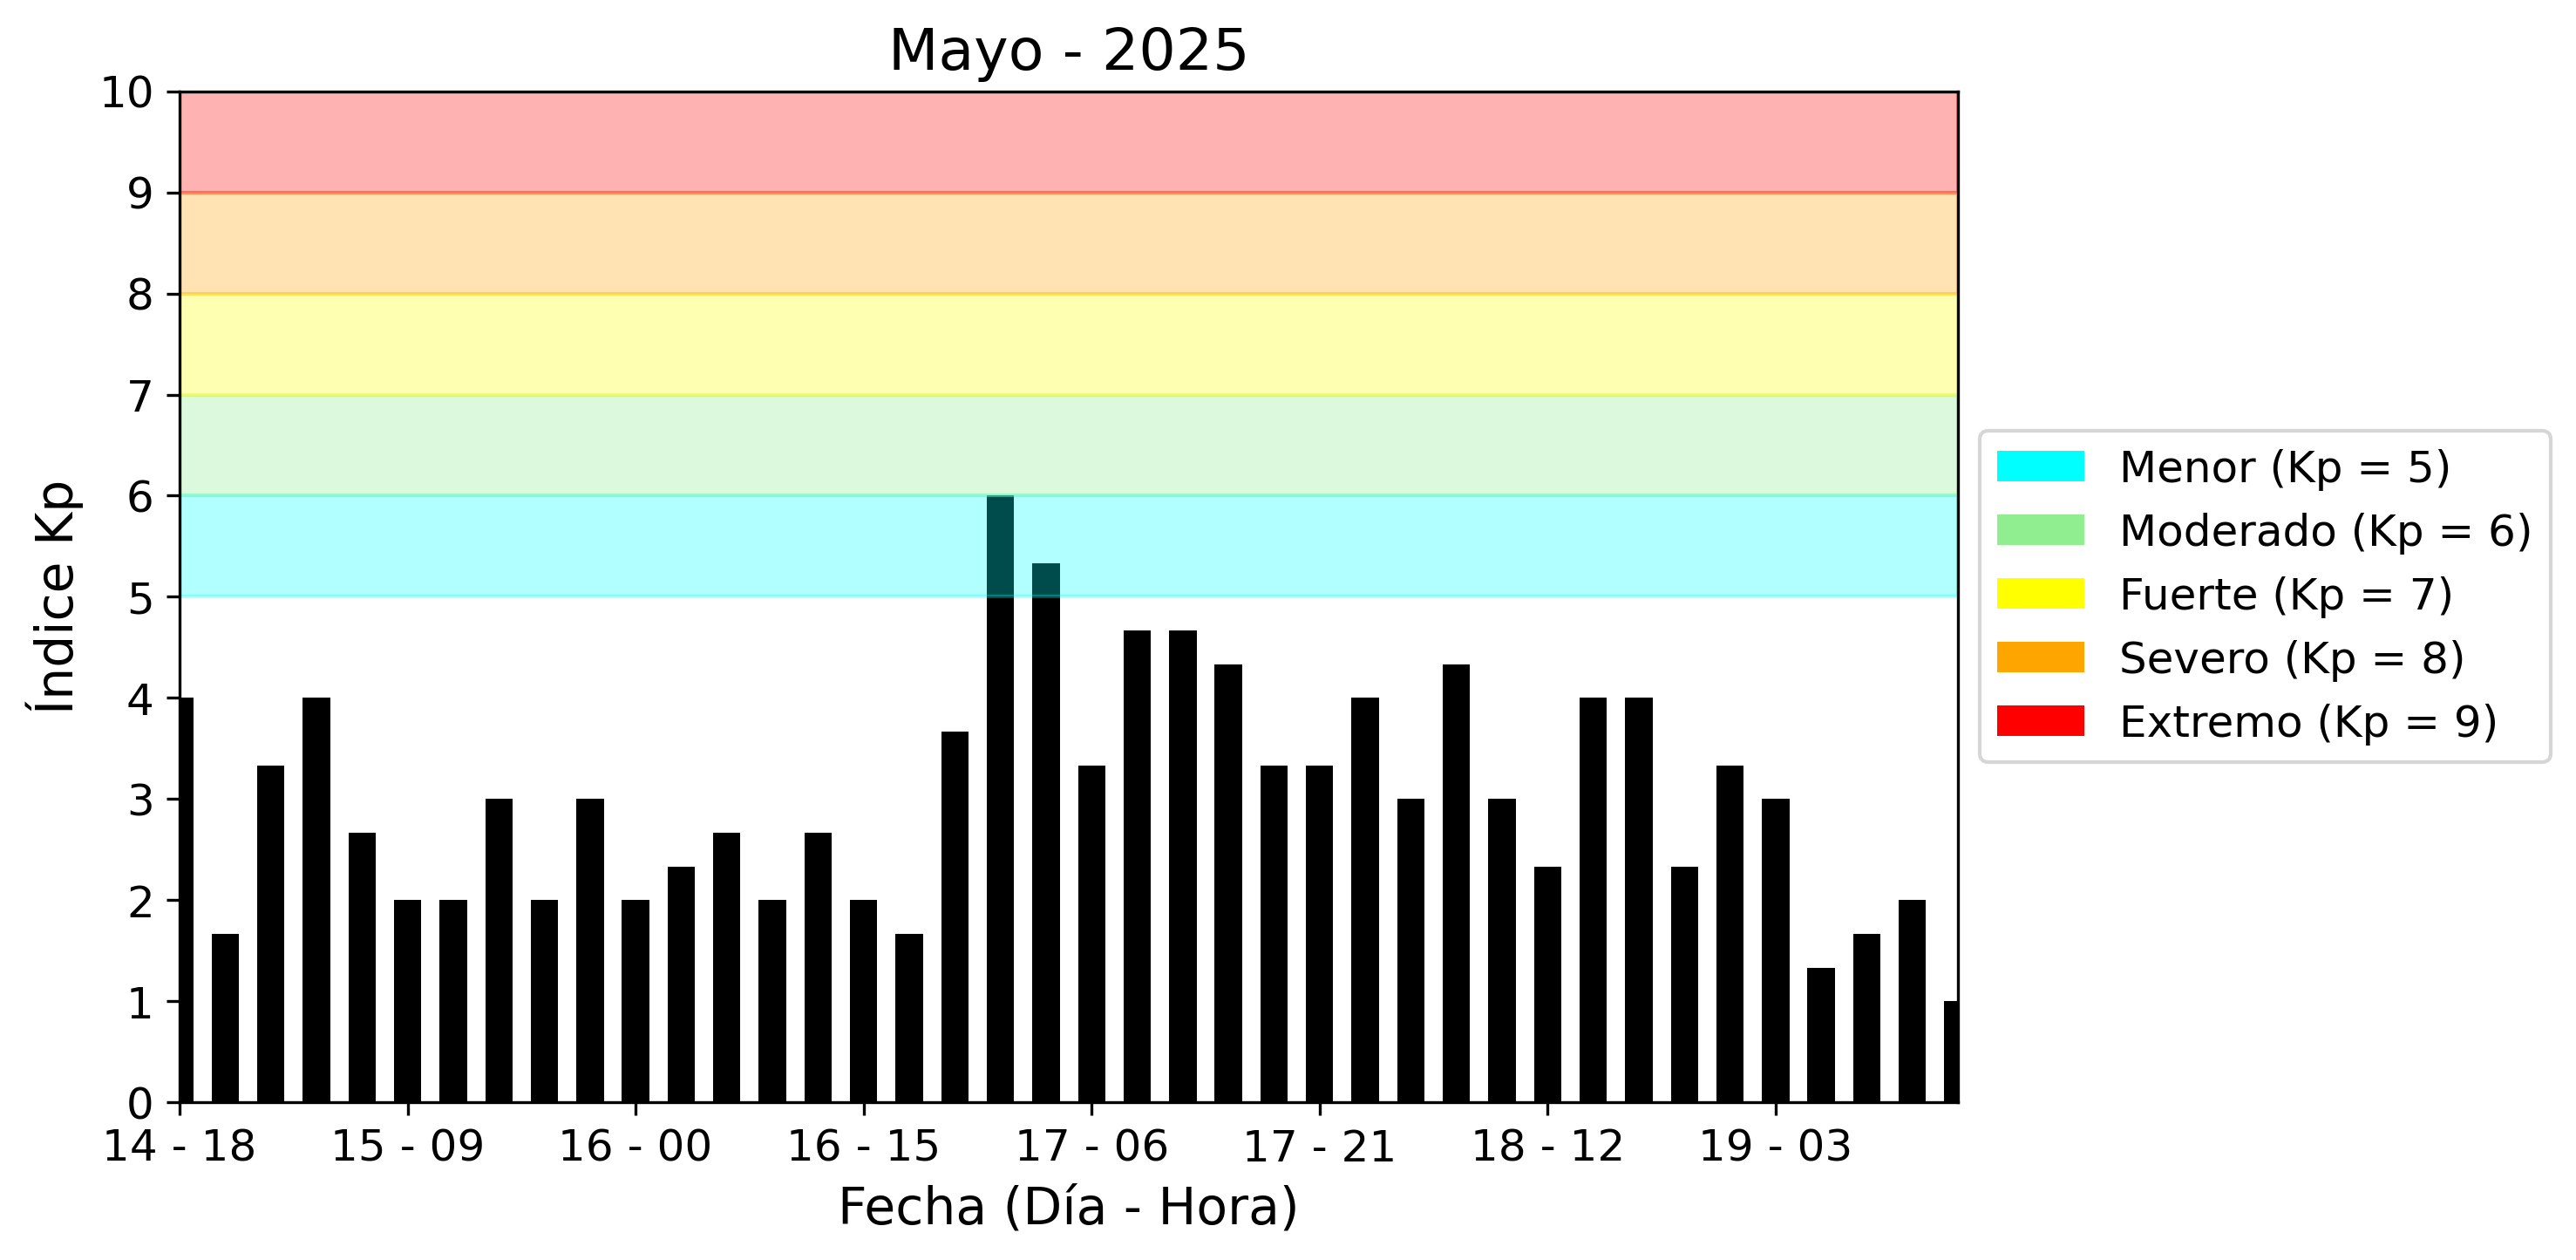 Mayo - 2025
10
9
8
7
6
5
4
3
2
1
0
Índice Kp
14 - 18
15 - 09
16 - 00
16 - 15
17 - 06
17 - 21
18 - 12
19 - 03
Fecha (Día - Hora)
Menor (Kp = 5)
Moderado (Kp = 6)
Fuerte (Kp = 7)
Severo (Kp = 8)
Extremo (Kp = 9)